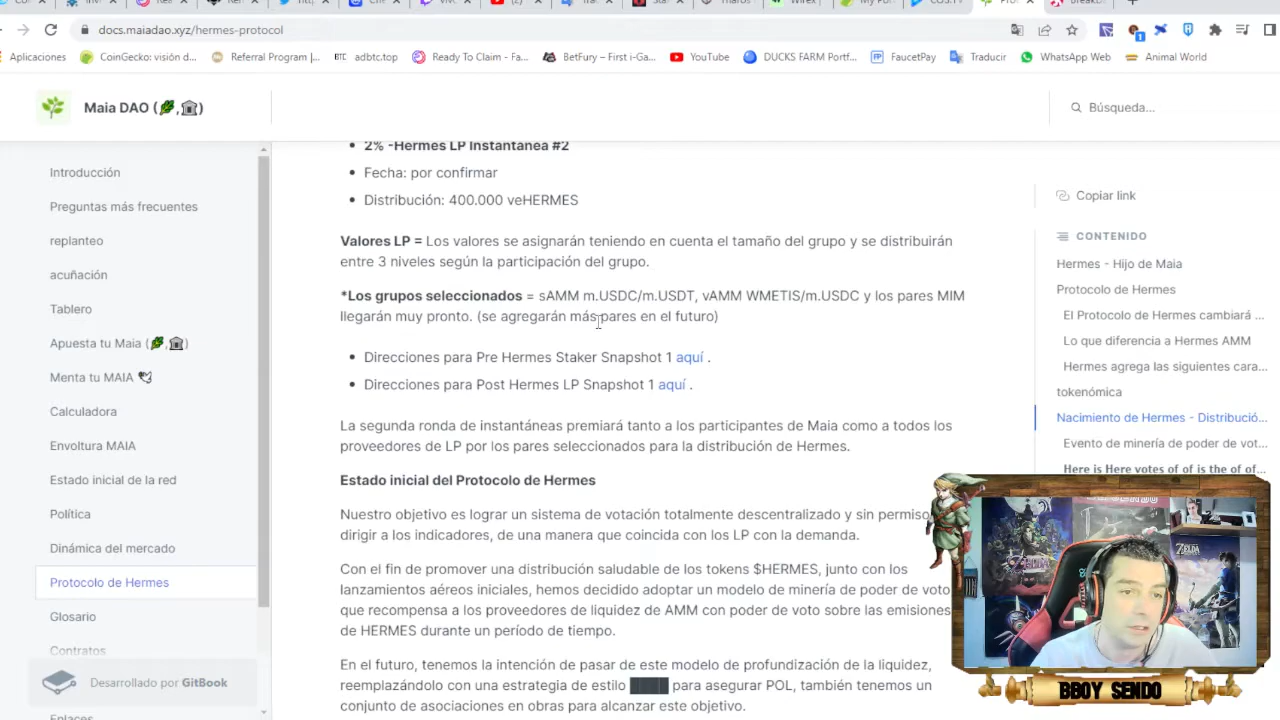 docs.maiadao.xyz/hermes-protocol
Aplicaciones
CoinGecko: visión d...
Referral Program |...
BTC adbtc.top
Ready To Claim - Fa...
BetFury – First i-Ga...
YouTube
DUCKS FARM Portf...
FP FaucetPay
Traducir
WhatsApp Web
Animal World
Maia DAO (🌿,🏛)
Búsqueda...
Introducción
Preguntas más frecuentes
replanteo
acuñación
Tablero
Apuesta tu Maia (🌿,🏛)
Menta tu MAIA
Calculadora
Envoltura MAIA
Estado inicial de la red
Política
Dinámica del mercado
Protocolo de Hermes
Glosario
Contratos
Desarrollado por GitBook
Enlaces
• 2% -Hermes LP Instantánea #2
• Fecha: por confirmar
• Distribución: 400.000 veHERMES
Valores LP = Los valores se asignarán teniendo en cuenta el tamaño del grupo y se distribuirán
entre 3 niveles según la participación del grupo.
*Los grupos seleccionados = sAMM m.USDC/m.USDT, vAMM WMETIS/m.USDC y los pares MIM
llegarán muy pronto. (se agregarán más pares en el futuro)
• Direcciones para Pre Hermes Staker Snapshot 1 aquí .
• Direcciones para Post Hermes LP Snapshot 1 aquí .
La segunda ronda de instantáneas premiará tanto a los participantes de Maia como a todos los
proveedores de LP por los pares seleccionados para la distribución de Hermes.
Estado inicial del Protocolo de Hermes
Nuestro objetivo es lograr un sistema de votación totalmente descentralizado y sin permiso
dirigir a los indicadores, de una manera que coincida con los LP con la demanda.
Con el fin de promover una distribución saludable de los tokens $HERMES, junto con los
lanzamientos aéreos iniciales, hemos decidido adoptar un modelo de minería de poder de voto
que recompensa a los proveedores de liquidez de AMM con poder de voto sobre las emisiones
de HERMES durante un período de tiempo.
En el futuro, tenemos la intención de pasar de este modelo de profundización de la liquidez,
reemplazándolo con una estrategia de estilo ████ para asegurar POL, también tenemos un
conjunto de asociaciones en obras para alcanzar este objetivo.
Copiar link
CONTENIDO
Hermes - Hijo de Maia
Protocolo de Hermes
El Protocolo de Hermes cambiará ...
Lo que diferencia a Hermes AMM
Hermes agrega las siguientes cara...
tokenómica
Nacimiento de Hermes - Distribució...
Evento de minería de poder de vot...
Here is Here votes of of is the of of...
ZELDA
BBOY SENDO